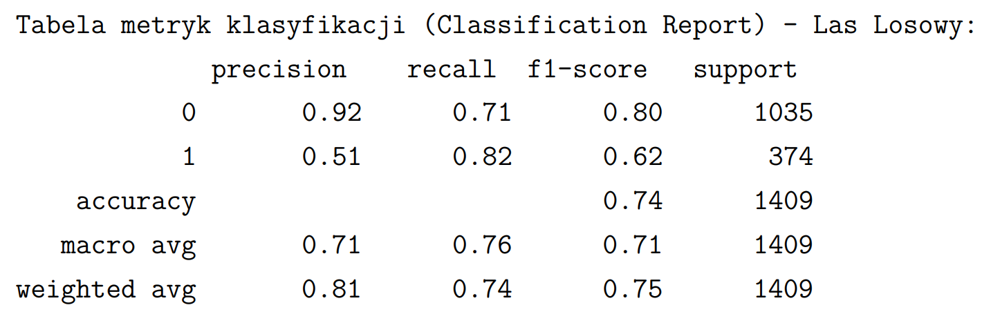 Tabela metryk klasyfikacji (Classification Report) - Las Losowy:
precision recall f1-score support
0 0.92 0.71 0.80 1035
1 0.51 0.82 0.62 374
accuracy 0.74 1409
macro avg 0.71 0.76 0.71 1409
weighted avg 0.81 0.74 0.75 1409